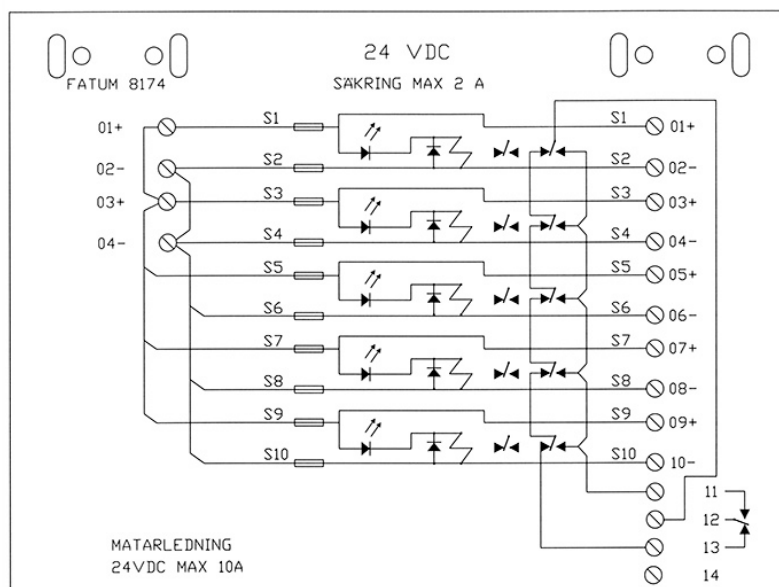 24 VDC
FATUM 8174
SÄKRING MAX 2 A
01+ S1 S1 01+
02- S2 S2 02-
03+ S3 S3 03+
04- S4 S4 04-
S5 S5 05+
S6 S6 06-
S7 S7 07+
S8 S8 08-
S9 S9 09+
S10 S10 10-
11
12
13
14
MATARLEDNING
24VDC MAX 10A